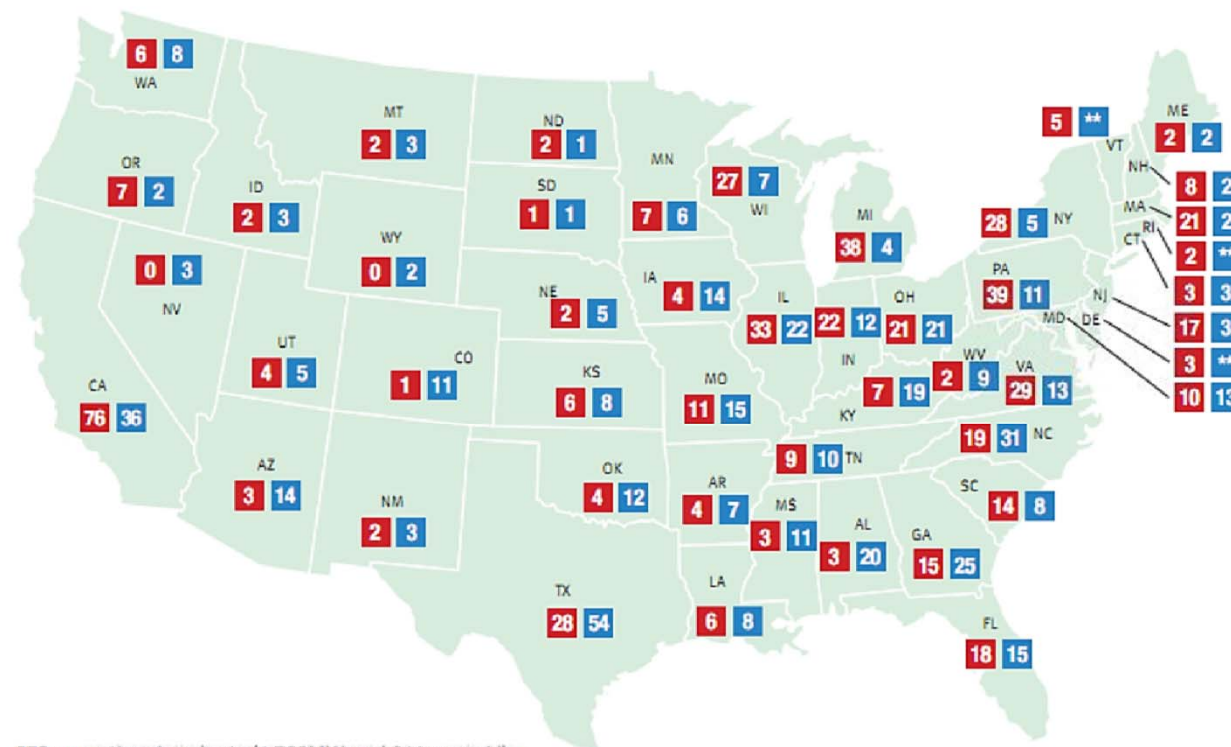 6 8
WA
MT
2 3
ND
2 1
5 **
VT
ME
2 2
OR
7 2
ID
2 3
SD
1 1
MN
7 6
27 7
WI
MI
38 4
28 5 NY
NH
8 2
MA
21 2
RI
2 **
CT
3 3
WY
0 2
0 3
NV
NE
2 5
IA
4 14
IL
33 22
22 12
IN
OH
21 21
PA
39 11
NJ
17 3
MD
DE
3 **
10 13
UT
4 5
CO
1 11
KS
6 8
MO
11 15
7 19
KY
WV
2 9
VA
29 13
CA
76 36
19 31 NC
9 10 TN
AZ
3 14
NM
2 3
OK
4 12
AR
4 7
MS
3 11
AL
3 20
GA
15 25
SC
14 8
TX
28 54
LA
6 8
FL
18 15